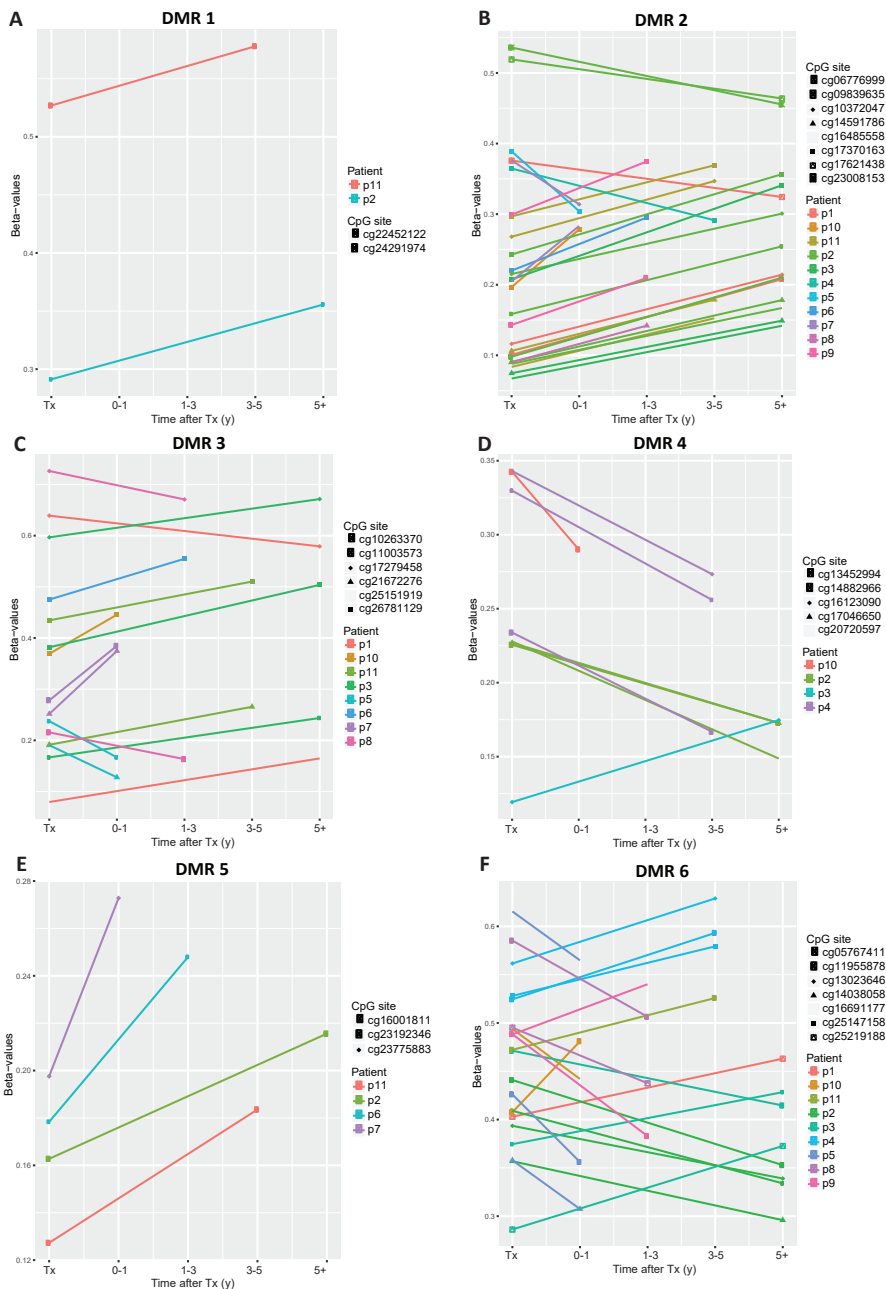 A
DMR 1
Beta−values
0.5
0.4
0.3
Tx
0-1
1-3
3-5
5+
Time after Tx (y)
Patient
p11
p2
CpG site
cg22452122
cg24291974
B
DMR 2
Beta−values
0.5
0.4
0.3
0.2
0.1
Tx
0-1
1-3
3-5
5+
Time after Tx (y)
CpG site
cg06776999
cg09839635
cg10372047
cg14591786
cg16485558
cg17370163
cg17621438
cg23008153
Patient
p1
p10
p11
p2
p3
p4
p5
p6
p7
p8
p9
C
DMR 3
Beta−values
0.6
0.4
0.2
Tx
0-1
1-3
3-5
5+
Time after Tx (y)
CpG site
cg10263370
cg11003573
cg17279458
cg21672276
cg25151919
cg26781129
Patient
p1
p10
p11
p3
p5
p6
p7
p8
D
DMR 4
Beta−values
0.35
0.30
0.25
0.20
0.15
Tx
0-1
1-3
3-5
5+
Time after Tx (y)
CpG site
cg13452994
cg14882966
cg16123090
cg17046650
cg20720597
Patient
p10
p2
p3
p4
E
DMR 5
Beta−values
0.28
0.24
0.20
0.16
0.12
Tx
0-1
1-3
3-5
5+
Time after Tx (y)
CpG site
cg16001811
cg23192346
cg23775883
Patient
p11
p2
p6
p7
F
DMR 6
Beta−values
0.6
0.5
0.4
0.3
Tx
0-1
1-3
3-5
5+
Time after Tx (y)
CpG site
cg05767411
cg11955878
cg13023646
cg14038058
cg16691177
cg25147158
cg25219188
Patient
p1
p10
p11
p2
p3
p4
p5
p8
p9